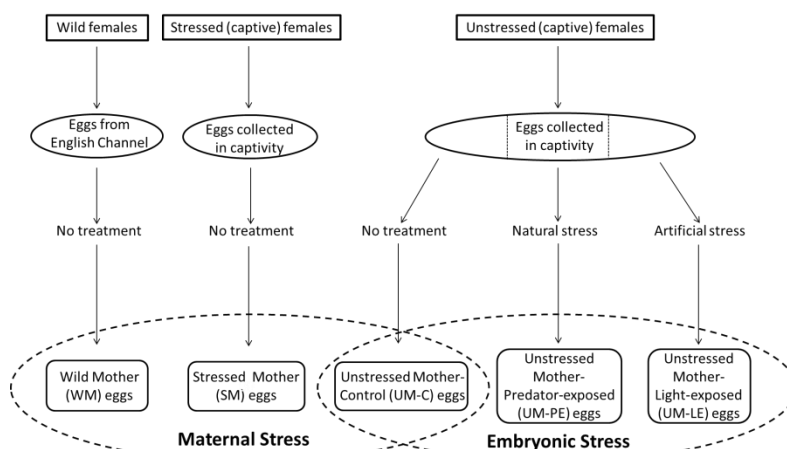 Wild females
Stressed (captive) females
Unstressed (captive) females
Eggs from
English Channel
Eggs collected
in captivity
Eggs collected
in captivity
No treatment
No treatment
No treatment
Natural stress
Artificial stress
Wild Mother
(WM) eggs
Stressed Mother
(SM) eggs
Unstressed Mother-
Control (UM-C) eggs
Unstressed
Mother-
Predator-exposed
(UM-PE) eggs
Unstressed
Mother-
Light-exposed
(UM-LE) eggs
Maternal Stress
Embryonic Stress